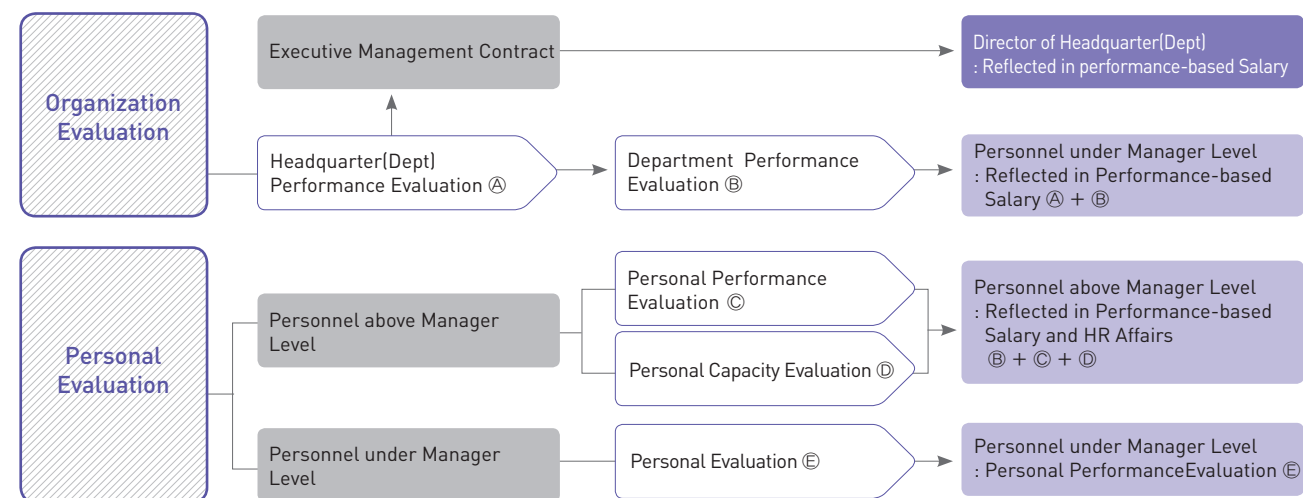 Organization
Evaluation
Executive Management Contract
Director of Headquarter(Dept)
: Reflected in performance-based Salary
Headquarter(Dept)
Performance Evaluation Ⓐ
Department Performance
Evaluation Ⓑ
Personnel under Manager Level
: Reflected in Performance-based
Salary Ⓐ + Ⓑ
Personal
Evaluation
Personnel above Manager
Level
Personal Performance
Evaluation Ⓒ
Personal Capacity Evaluation Ⓓ
Personnel above Manager Level
: Reflected in Performance-based
Salary and HR Affairs
Ⓑ + Ⓒ + Ⓓ
Personnel under Manager
Level
Personal Evaluation Ⓔ
Personnel under Manager Level
: Personal PerformanceEvaluation Ⓔ